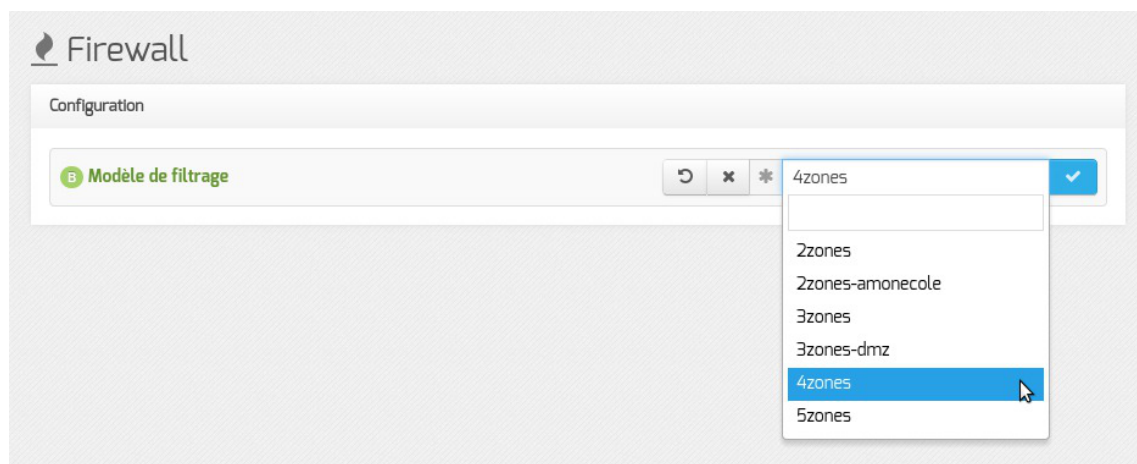 Firewall
Configuration
B Modèle de filtrage
4zones
2zones
2zones-amonecole
3zones
3zones-dmz
4zones
5zones